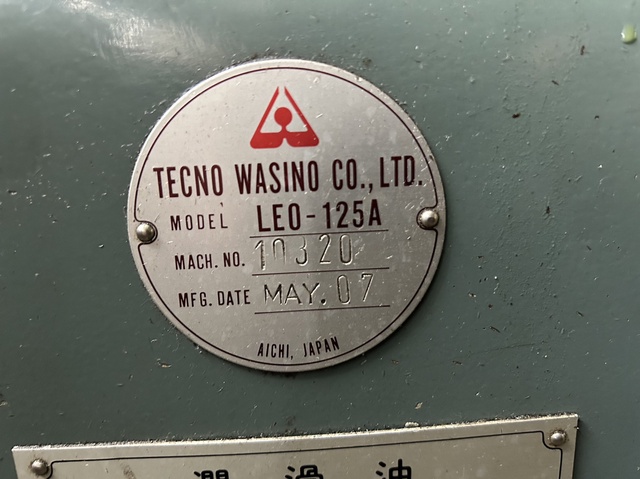 TECNO WASINO CO., LTD.
MODEL LEO-125A
MACH. NO. 10320
MFG. DATE MAY. 07
AICHI, JAPAN
潤滑油